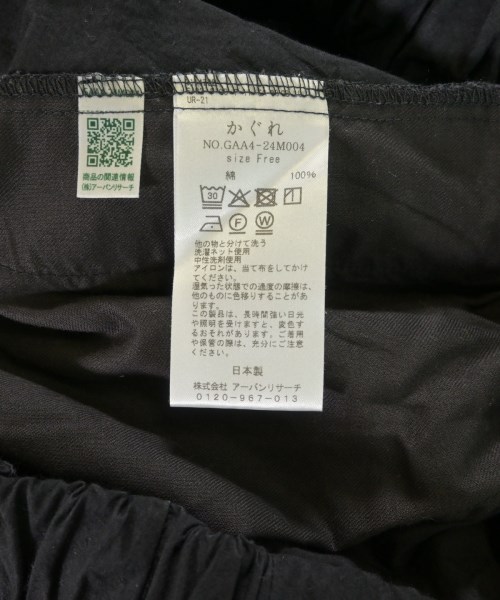 UR-21
かぐれ
NO.GAA4-24M004
size Free
綿 100%
30
F W
他の物と分けて洗う
洗濯ネット使用
中性洗剤使用
アイロンは、当て布をしてかけ
てください。
湿気った状態での過度の摩擦は、
他のものに色移りすることがあ
ります。
この製品は、長時間強い日光
や照明を受けますと、変色す
るおそれがあります。ご着用
や保管の際は、充分にご注意
ください。
日本製
株式会社 アーバンリサーチ
0120-967-013
商品の関連情報
(株)アーバンリサーチ